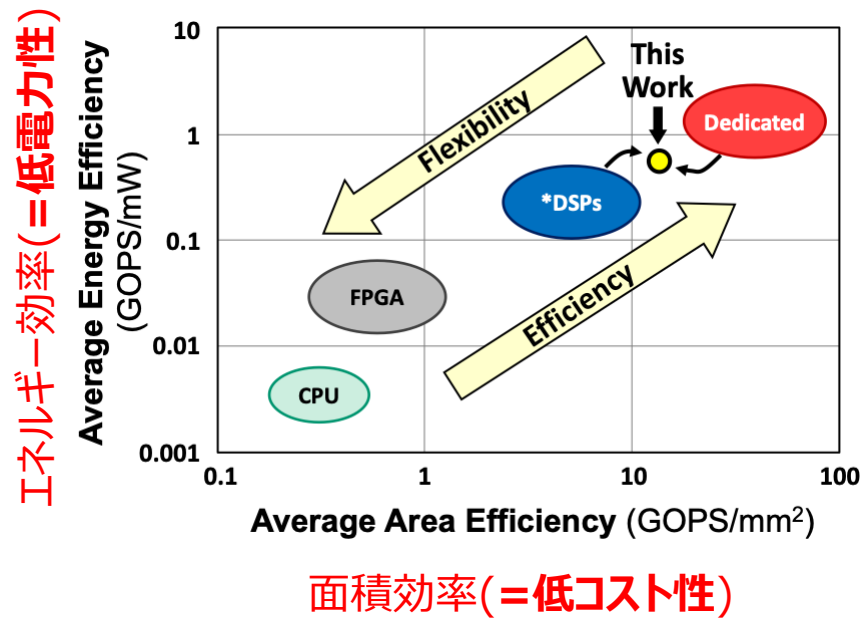 エネルギー効率(=低電力性)
Average Energy Efficiency
(GOPS/mW)
10
1
0.1
0.01
0.001
Flexibility
This
Work
Dedicated
*DSPs
FPGA
Efficiency
CPU
0.1
1
10
100
Average Area Efficiency (GOPS/mm²)
面積効率(=低コスト性)